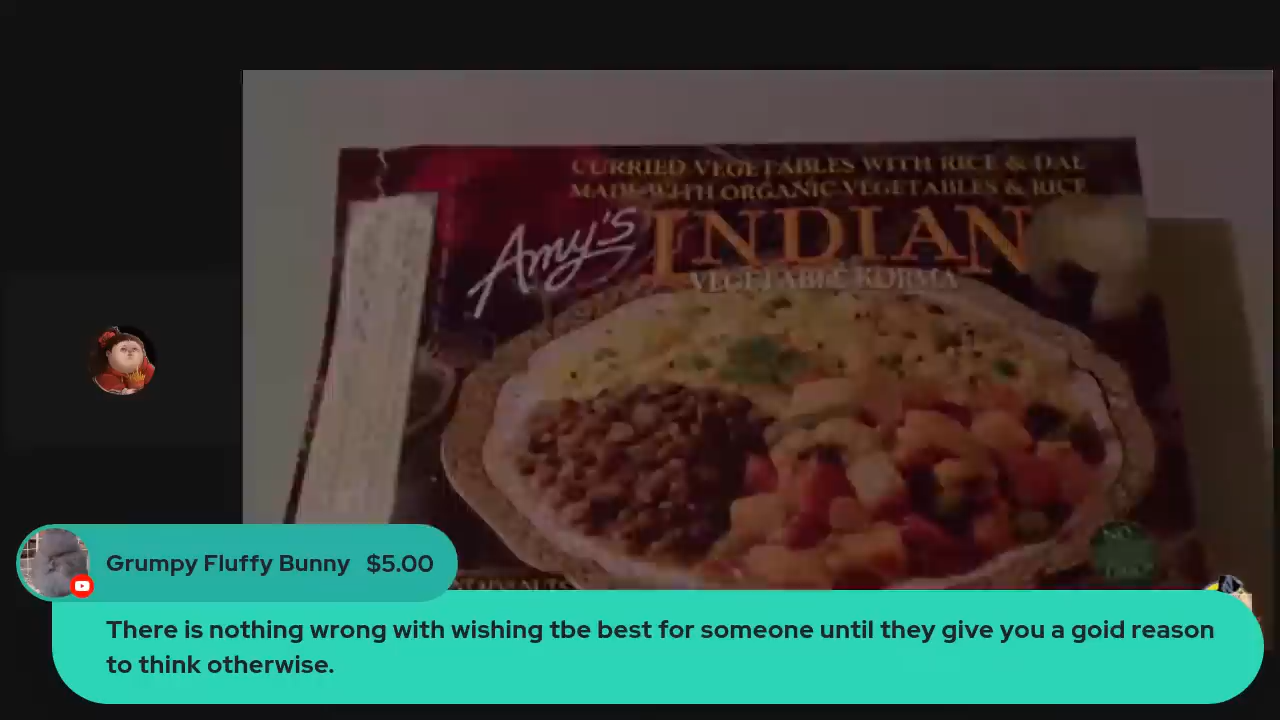 CURRIED VEGETABLES WITH RICE & DAL
MADE WITH ORGANIC VEGETABLES & RICE
Amy's INDIAN
VEGETABLE KORMA
NO
Grumpy Fluffy Bunny $5.00
There is nothing wrong with wishing tbe best for someone until they give you a goid reason
to think otherwise.